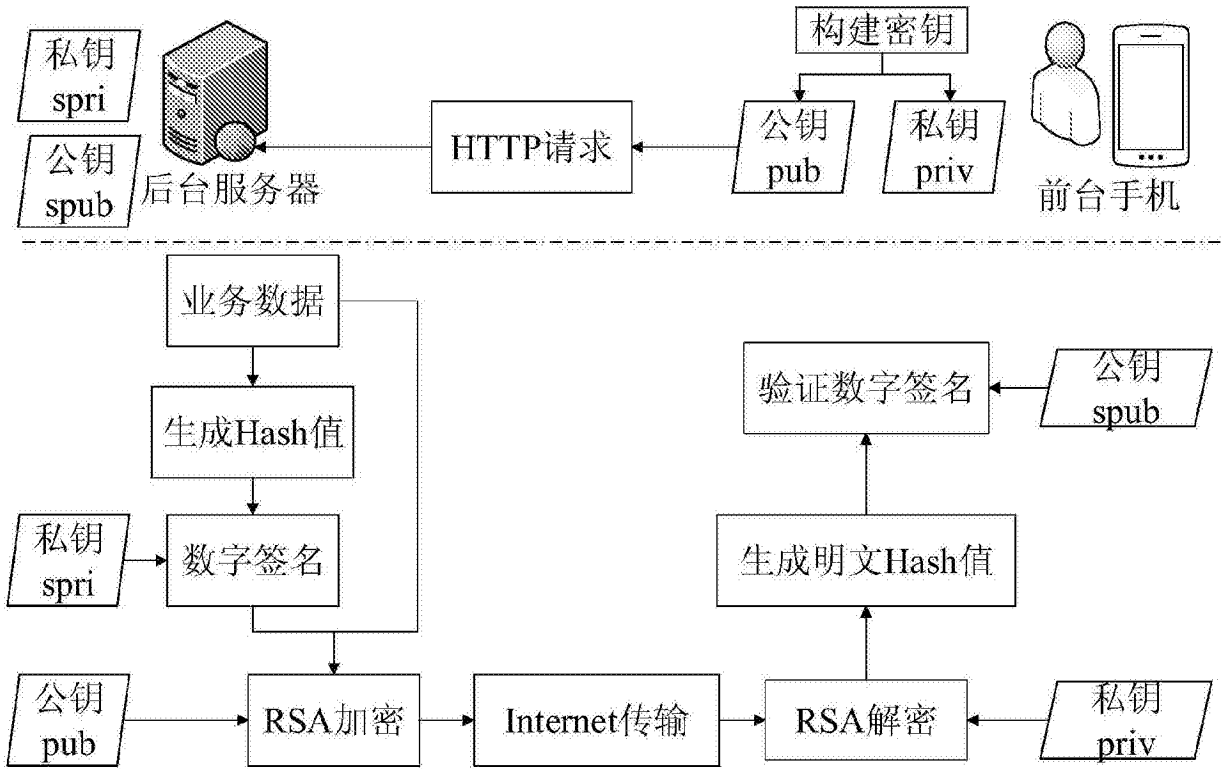 构建密钥
私钥
spri
公钥
pub
私钥
priv
HTTP请求
公钥
spub
后台服务器
前台手机
业务数据
验证数字签名
公钥
spub
生成Hash值
私钥
spri
数字签名
生成明文Hash值
公钥
pub
RSA加密
Internet传输
RSA解密
私钥
priv